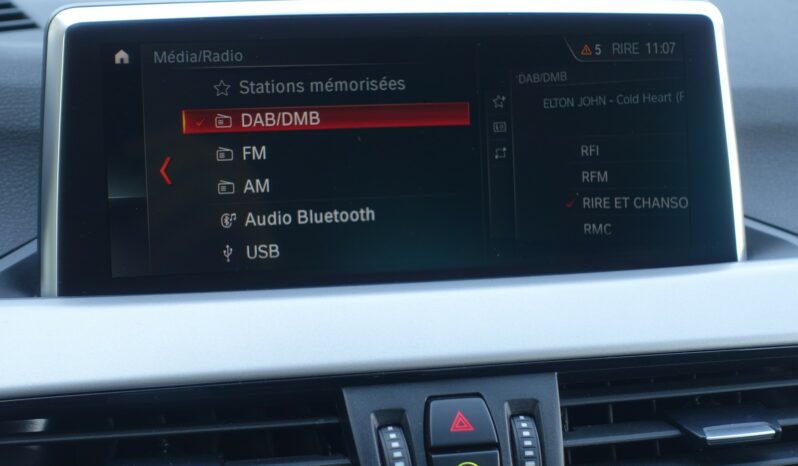 Média/Radio
5 RIRE 11:07
Stations mémorisées
DAB/DMB
FM
AM
Audio Bluetooth
USB
DAB/DMB
ELTON JOHN - Cold Heart (F
RFI
RFM
RIRE ET CHANSO
RMC